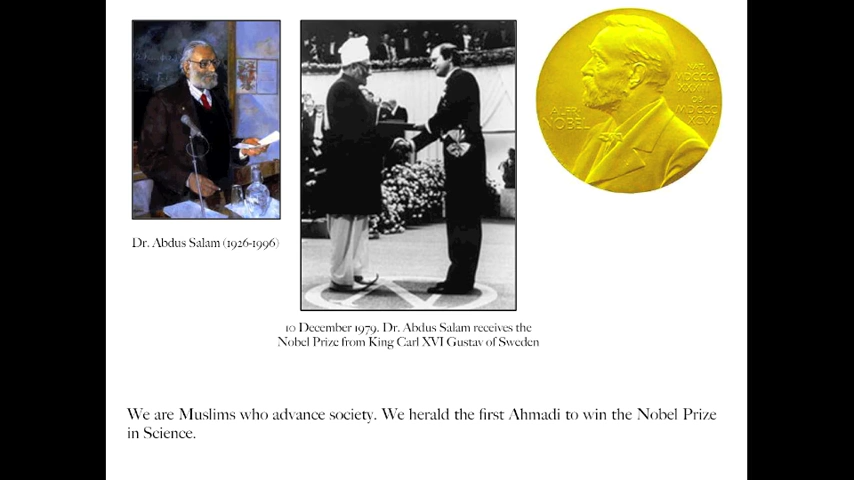 ALFR.
NOBEL
NAT.
MDCCC
XXXIII
OB.
MDCCC
XCVI
Dr. Abdus Salam (1926-1996)
10 December 1979. Dr. Abdus Salam receives the
Nobel Prize from King Carl XVI Gustav of Sweden
We are Muslims who advance society. We herald the first Ahmadi to win the Nobel Prize
in Science.